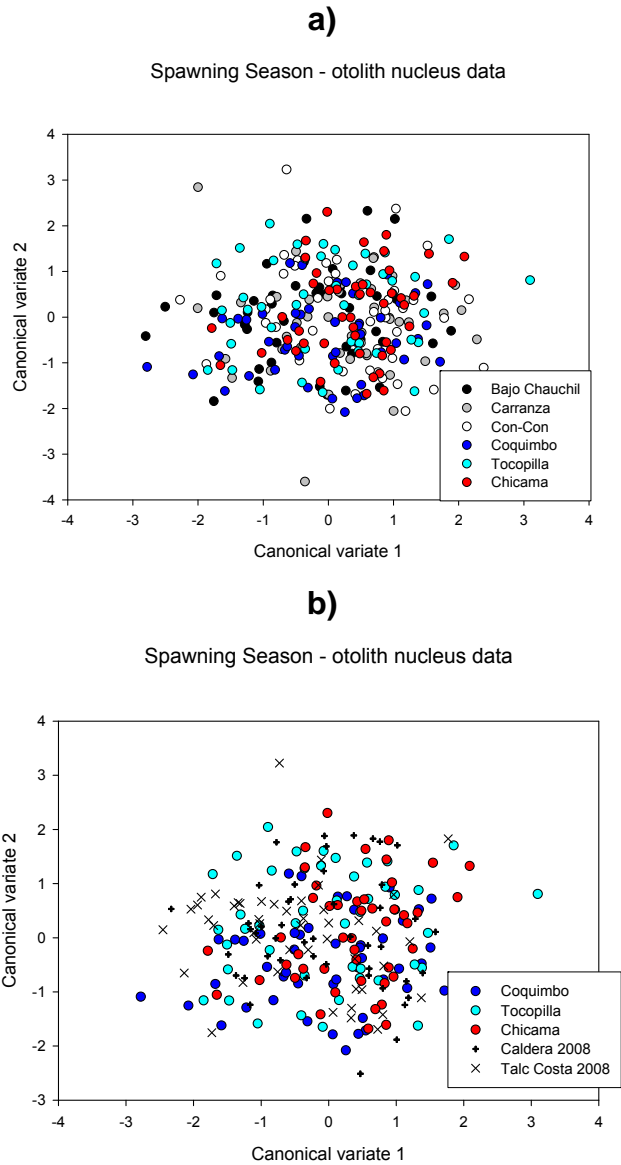 a)
Spawning Season - otolith nucleus data
4
3
2
1
0
-1
-2
-3
-4
Canonical variate 2
-4 -3 -2 -1 0 1 2 3 4
Canonical variate 1
Bajo Chauchil
Carranza
Con-Con
Coquimbo
Tocopilla
Chicama
b)
Spawning Season - otolith nucleus data
4
3
2
1
0
-1
-2
-3
Canonical variate 2
-4 -3 -2 -1 0 1 2 3 4
Canonical variate 1
Coquimbo
Tocopilla
Chicama
Caldera 2008
Talc Costa 2008